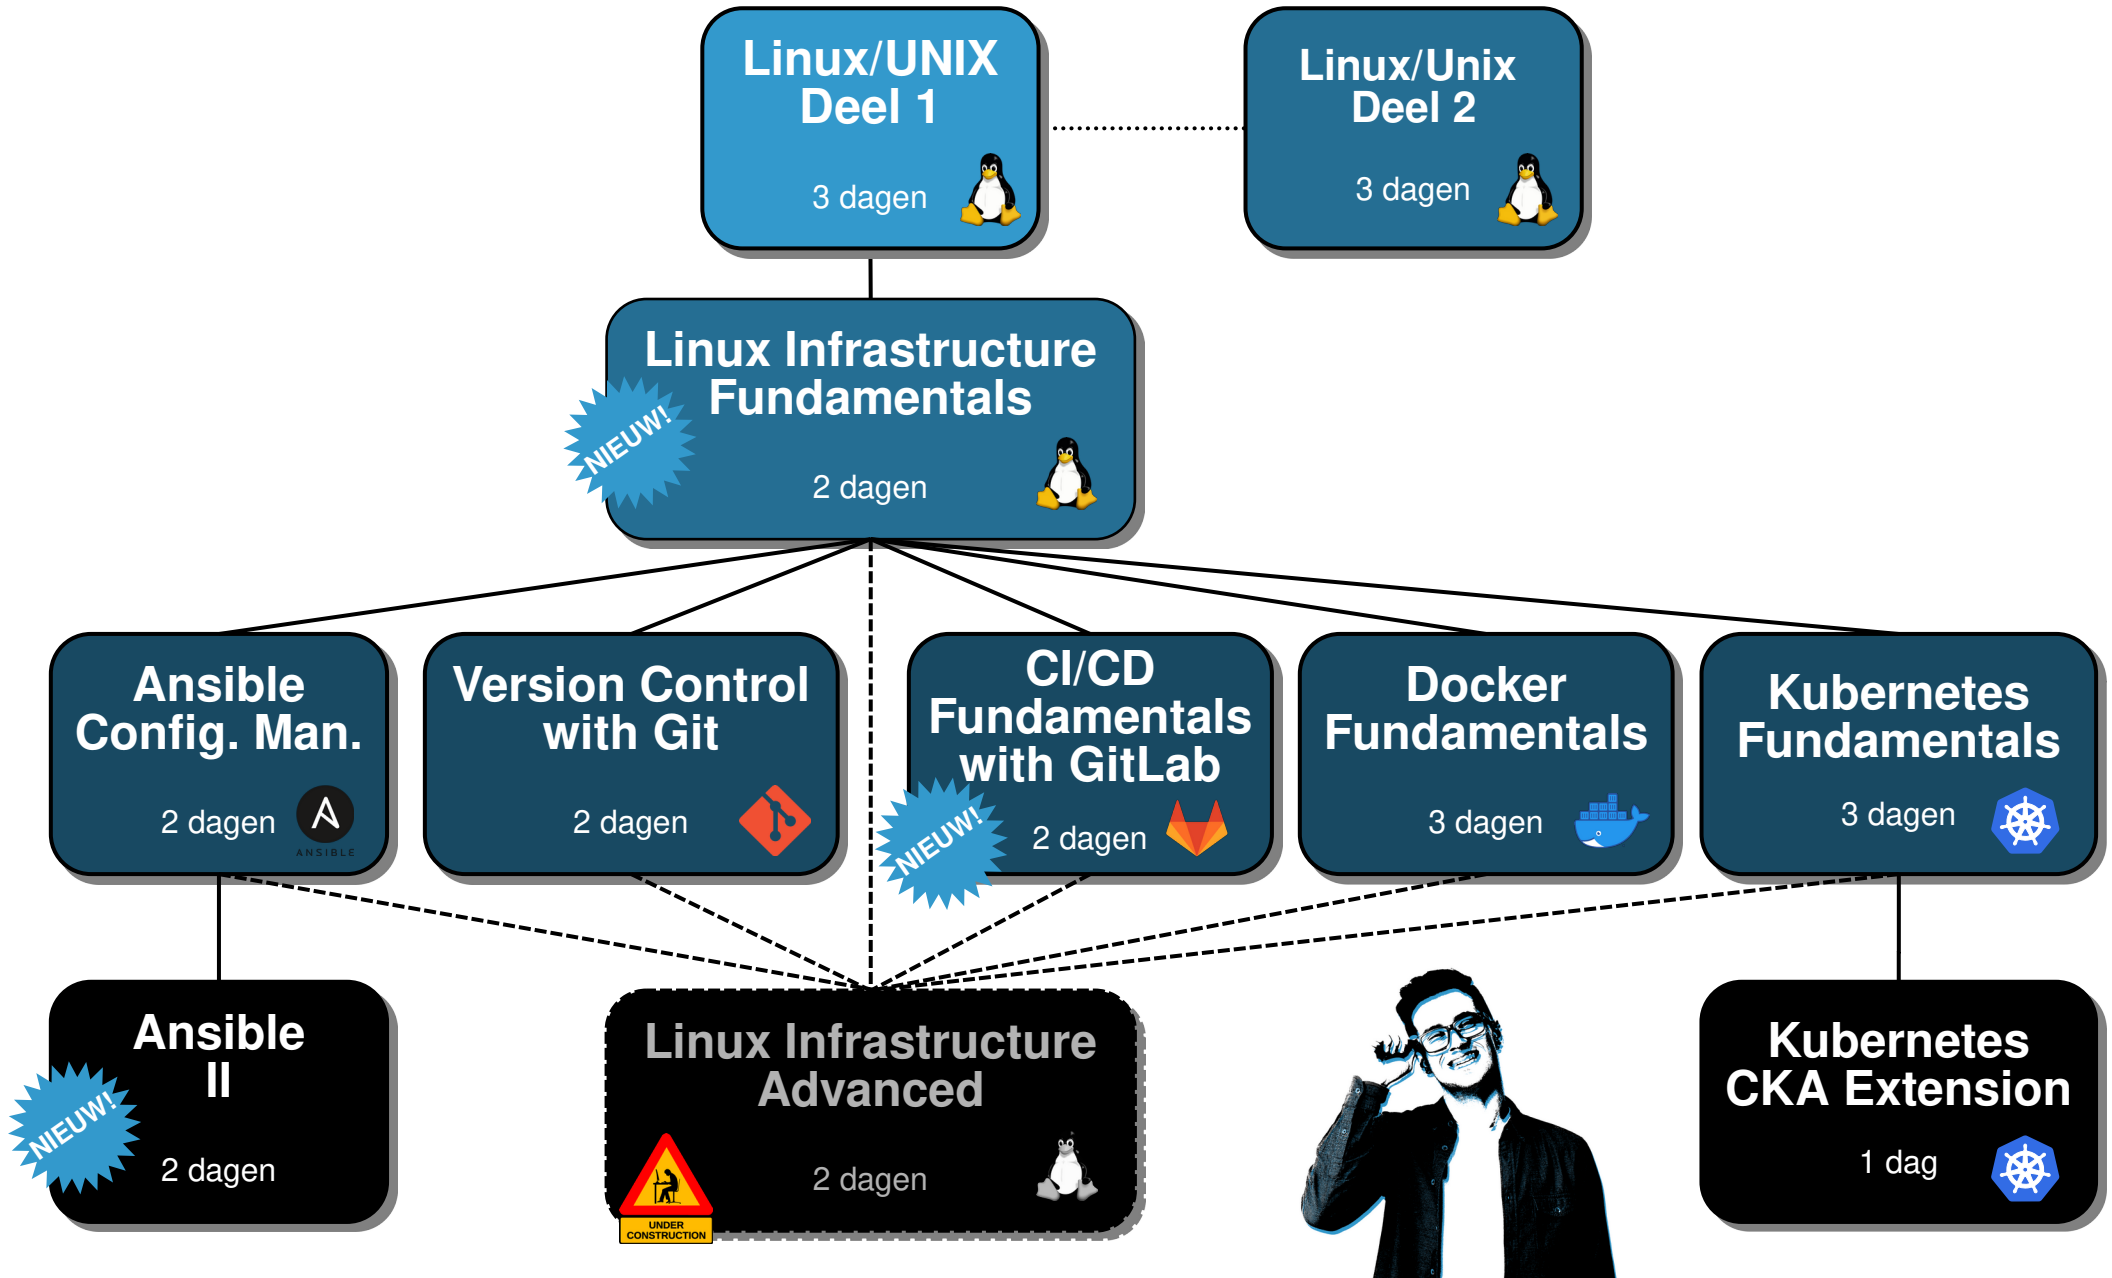 Linux/UNIX
Deel 1
3 dagen
Linux/Unix
Deel 2
3 dagen
Linux Infrastructure
Fundamentals
NIEUW!
2 dagen
Ansible
Config. Man.
2 dagen
ANSIBLE
Version Control
with Git
2 dagen
CI/CD
Fundamentals
with GitLab
NIEUW!
2 dagen
Docker
Fundamentals
3 dagen
Kubernetes
Fundamentals
3 dagen
Ansible
II
NIEUW!
2 dagen
Linux Infrastructure
Advanced
2 dagen
UNDER
CONSTRUCTION
Kubernetes
CKA Extension
1 dag